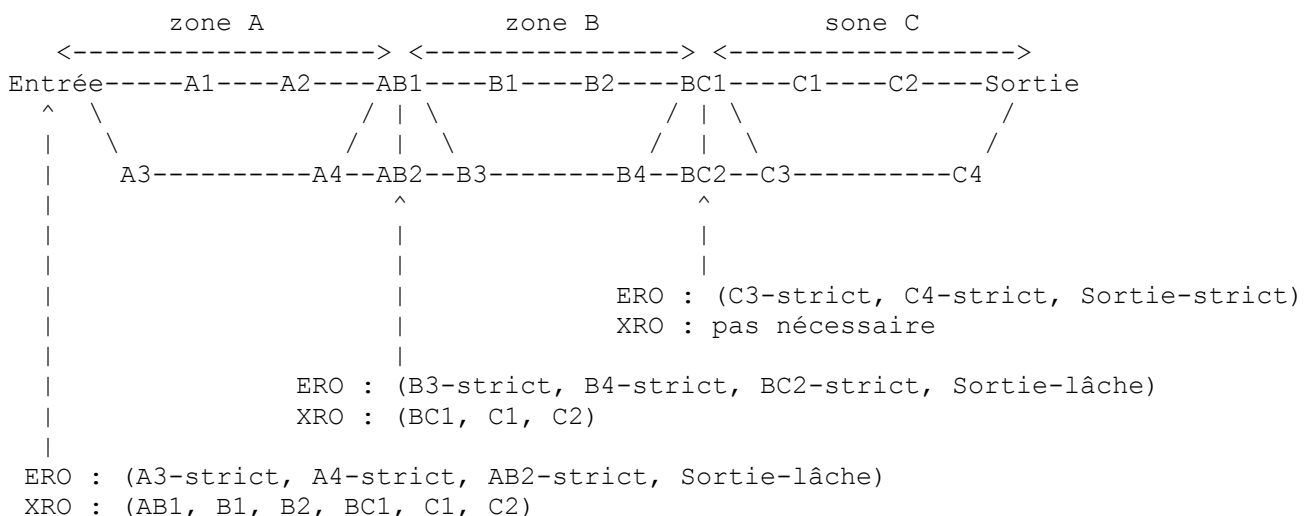 zone A zone B sone C
<--------------------> <-----------------> <------------------>
Entrée-----A1----A2----AB1----B1----B2----BC1----C1----C2----Sortie
^ \ / | \ / | \ /
| \ / | \ / | \ /
| A3----------A4--AB2--B3--------B4--BC2--C3----------C4
| ^ ^
| | |
| | |
| | ERO : (C3-strict, C4-strict, Sortie-strict)
| | XRO : pas nécessaire
| |
| ERO : (B3-strict, B4-strict, BC2-strict, Sortie-lâche)
| XRO : (BC1, C1, C2)
|
ERO : (A3-strict, A4-strict, AB2-strict, Sortie-lâche)
XRO : (AB1, B1, B2, BC1, C1, C2)